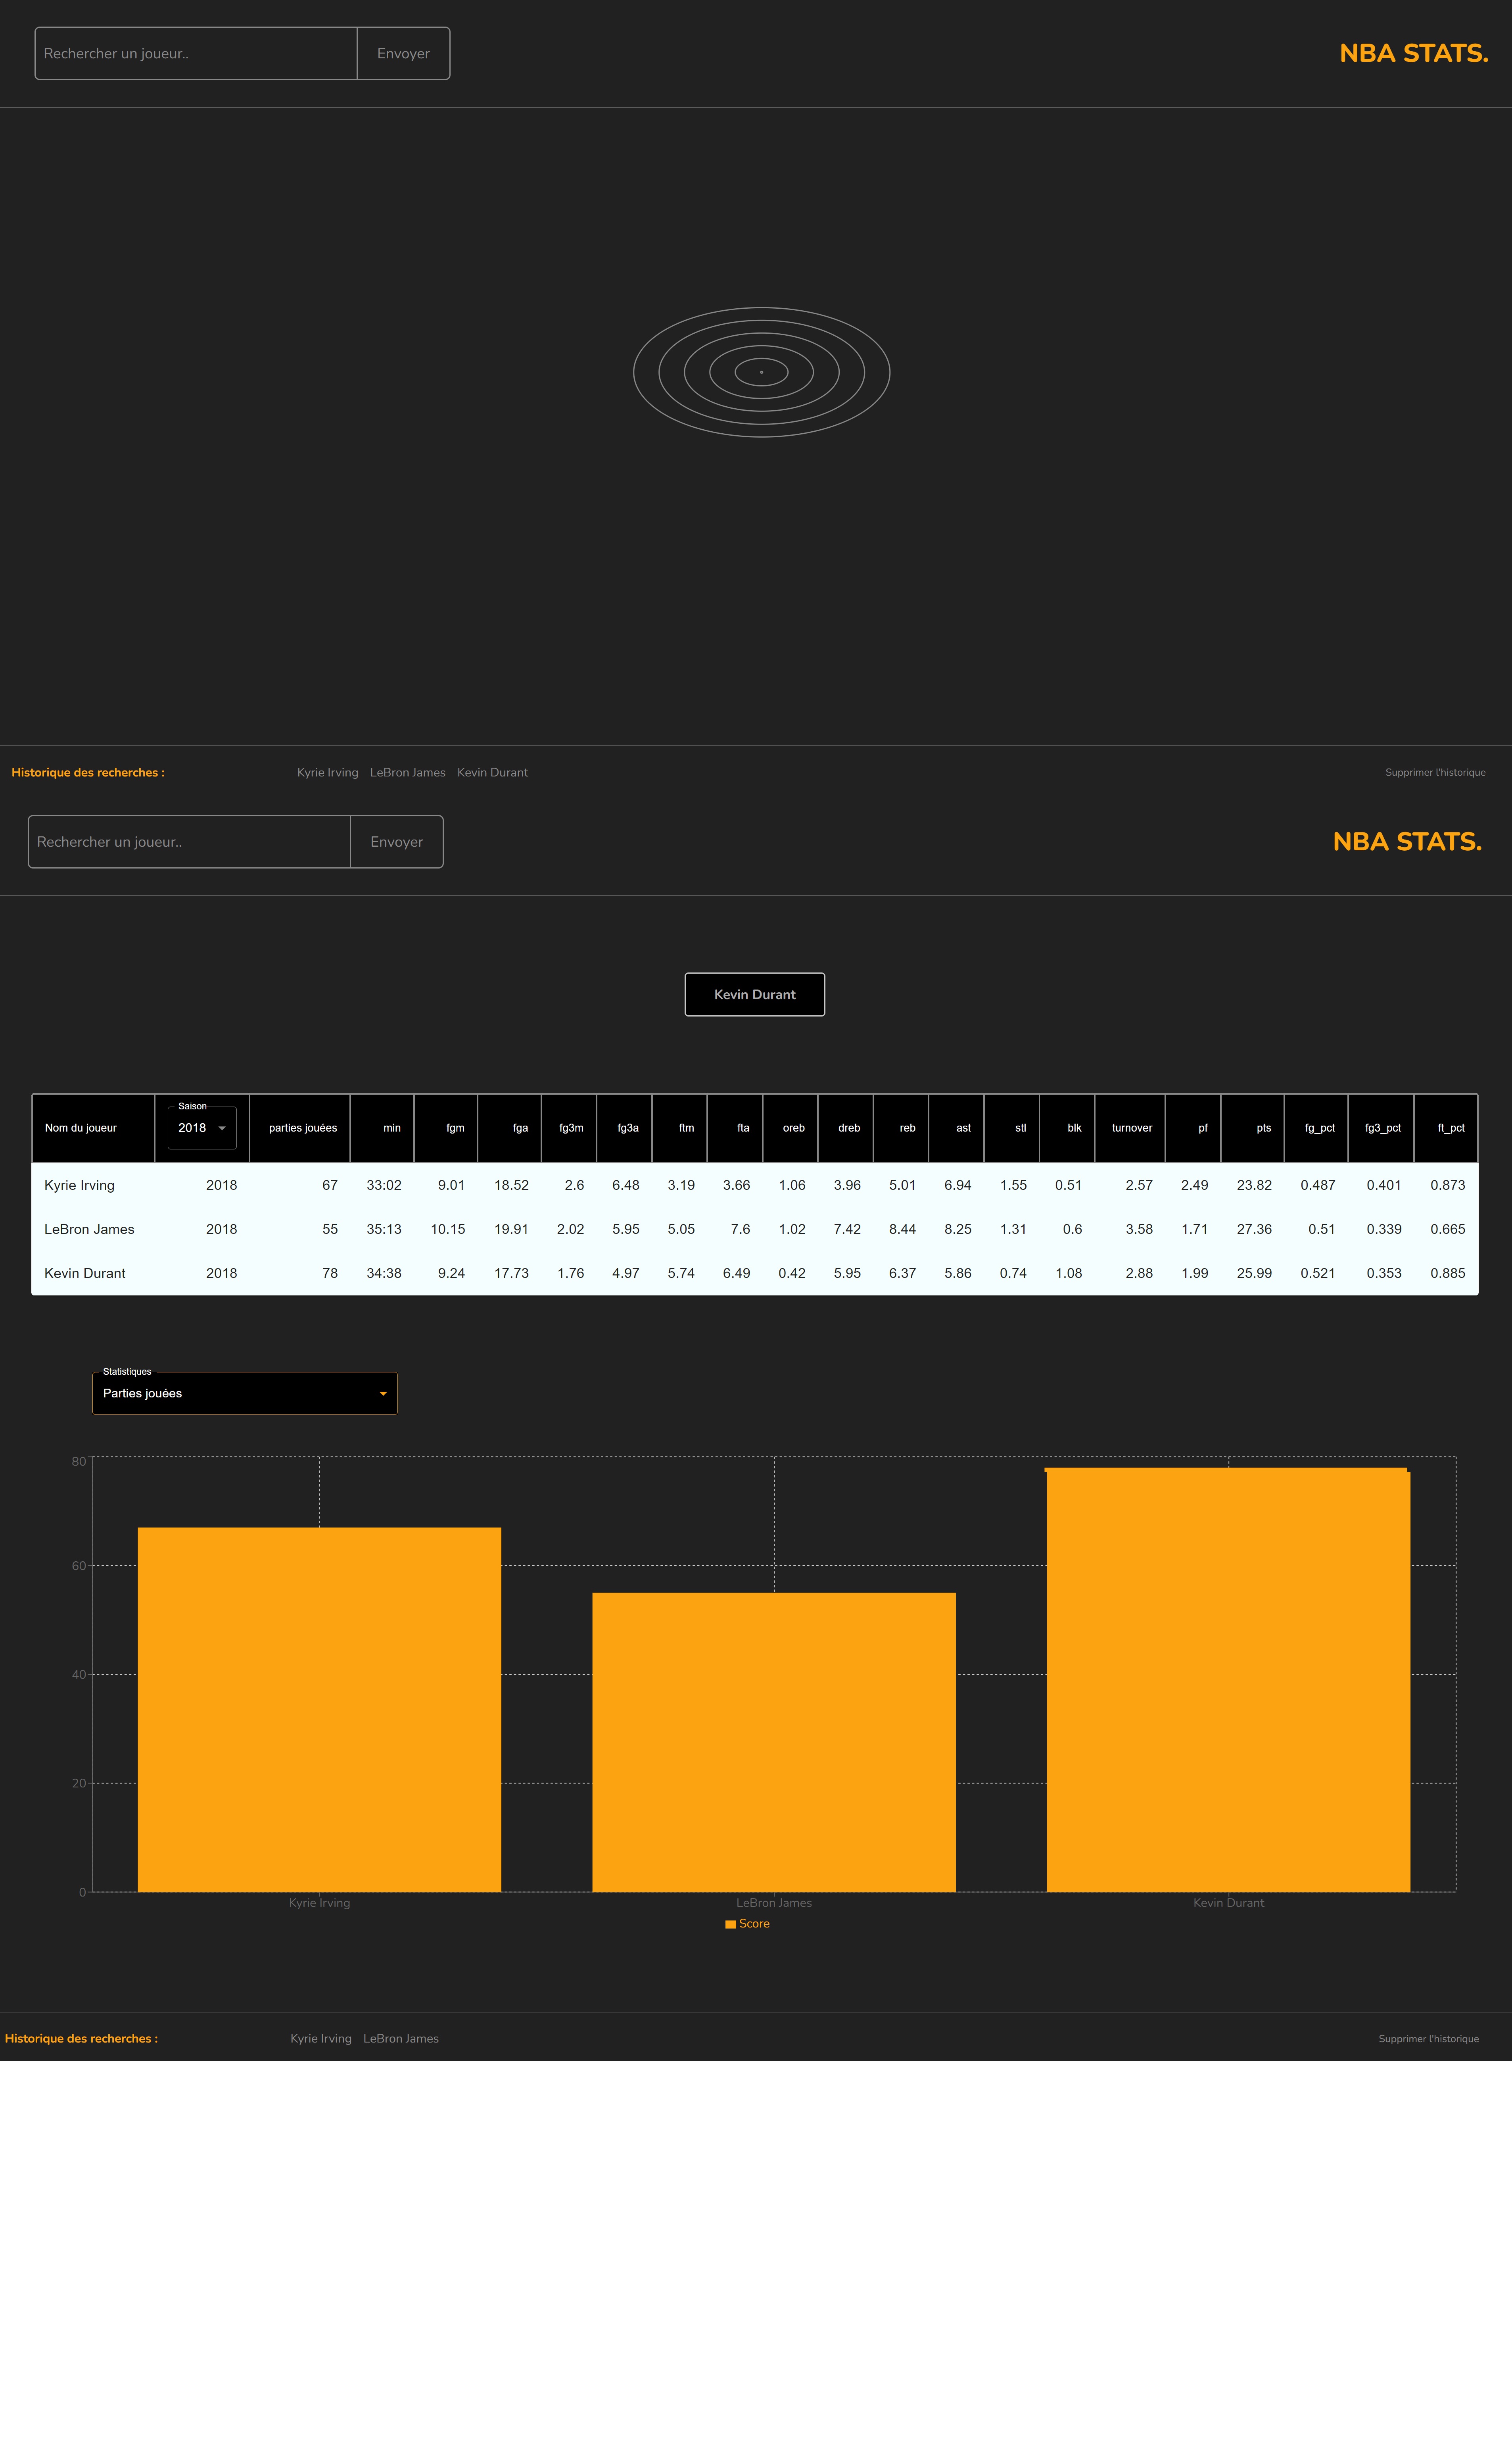 Rechercher un joueur.. Envoyer NBA STATS.
Historique des recherches : Kyrie Irving LeBron James Kevin Durant Supprimer l'historique
Rechercher un joueur.. Envoyer NBA STATS.
Kevin Durant
Saison
Nom du joueur 2018 parties jouées min fgm fga fg3m fg3a ftm fta oreb dreb reb ast stl blk turnover pf pts fg_pct fg3_pct ft_pct
Kyrie Irving 2018 67 33:02 9.01 18.52 2.6 6.48 3.19 3.66 1.06 3.96 5.01 6.94 1.55 0.51 2.57 2.49 23.82 0.487 0.401 0.873
LeBron James 2018 55 35:13 10.15 19.91 2.02 5.95 5.05 7.6 1.02 7.42 8.44 8.25 1.31 0.6 3.58 1.71 27.36 0.51 0.339 0.665
Kevin Durant 2018 78 34:38 9.24 17.73 1.76 4.97 5.74 6.49 0.42 5.95 6.37 5.86 0.74 1.08 2.88 1.99 25.99 0.521 0.353 0.885
Statistiques
Parties jouées
80
60
40
20
0
Kyrie Irving LeBron James Kevin Durant
Score
Historique des recherches : Kyrie Irving LeBron James Supprimer l'historique